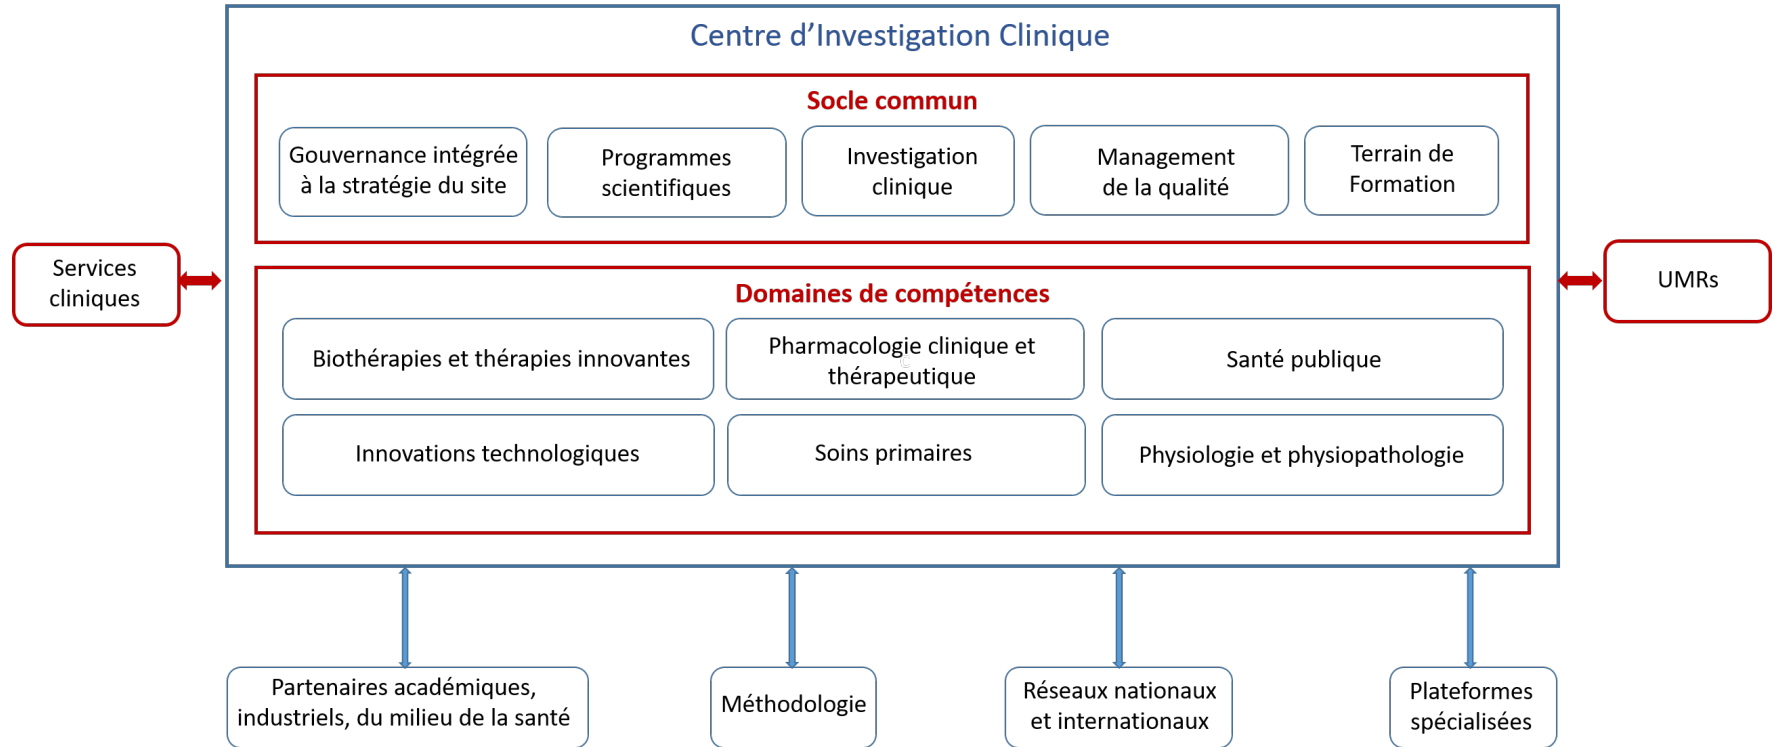 Centre d’Investigation Clinique
Socle commun
Gouvernance intégrée
à la stratégie du site
Programmes
scientifiques
Investigation
clinique
Management
de la qualité
Terrain de
Formation
Services
cliniques
UMRs
Domaines de compétences
Biothérapies et thérapies innovantes
Pharmacologie clinique et
thérapeutique
Santé publique
Innovations technologiques
Soins primaires
Physiologie et physiopathologie
Partenaires académiques,
industriels, du milieu de la santé
Méthodologie
Réseaux nationaux
et internationaux
Plateformes
spécialisées